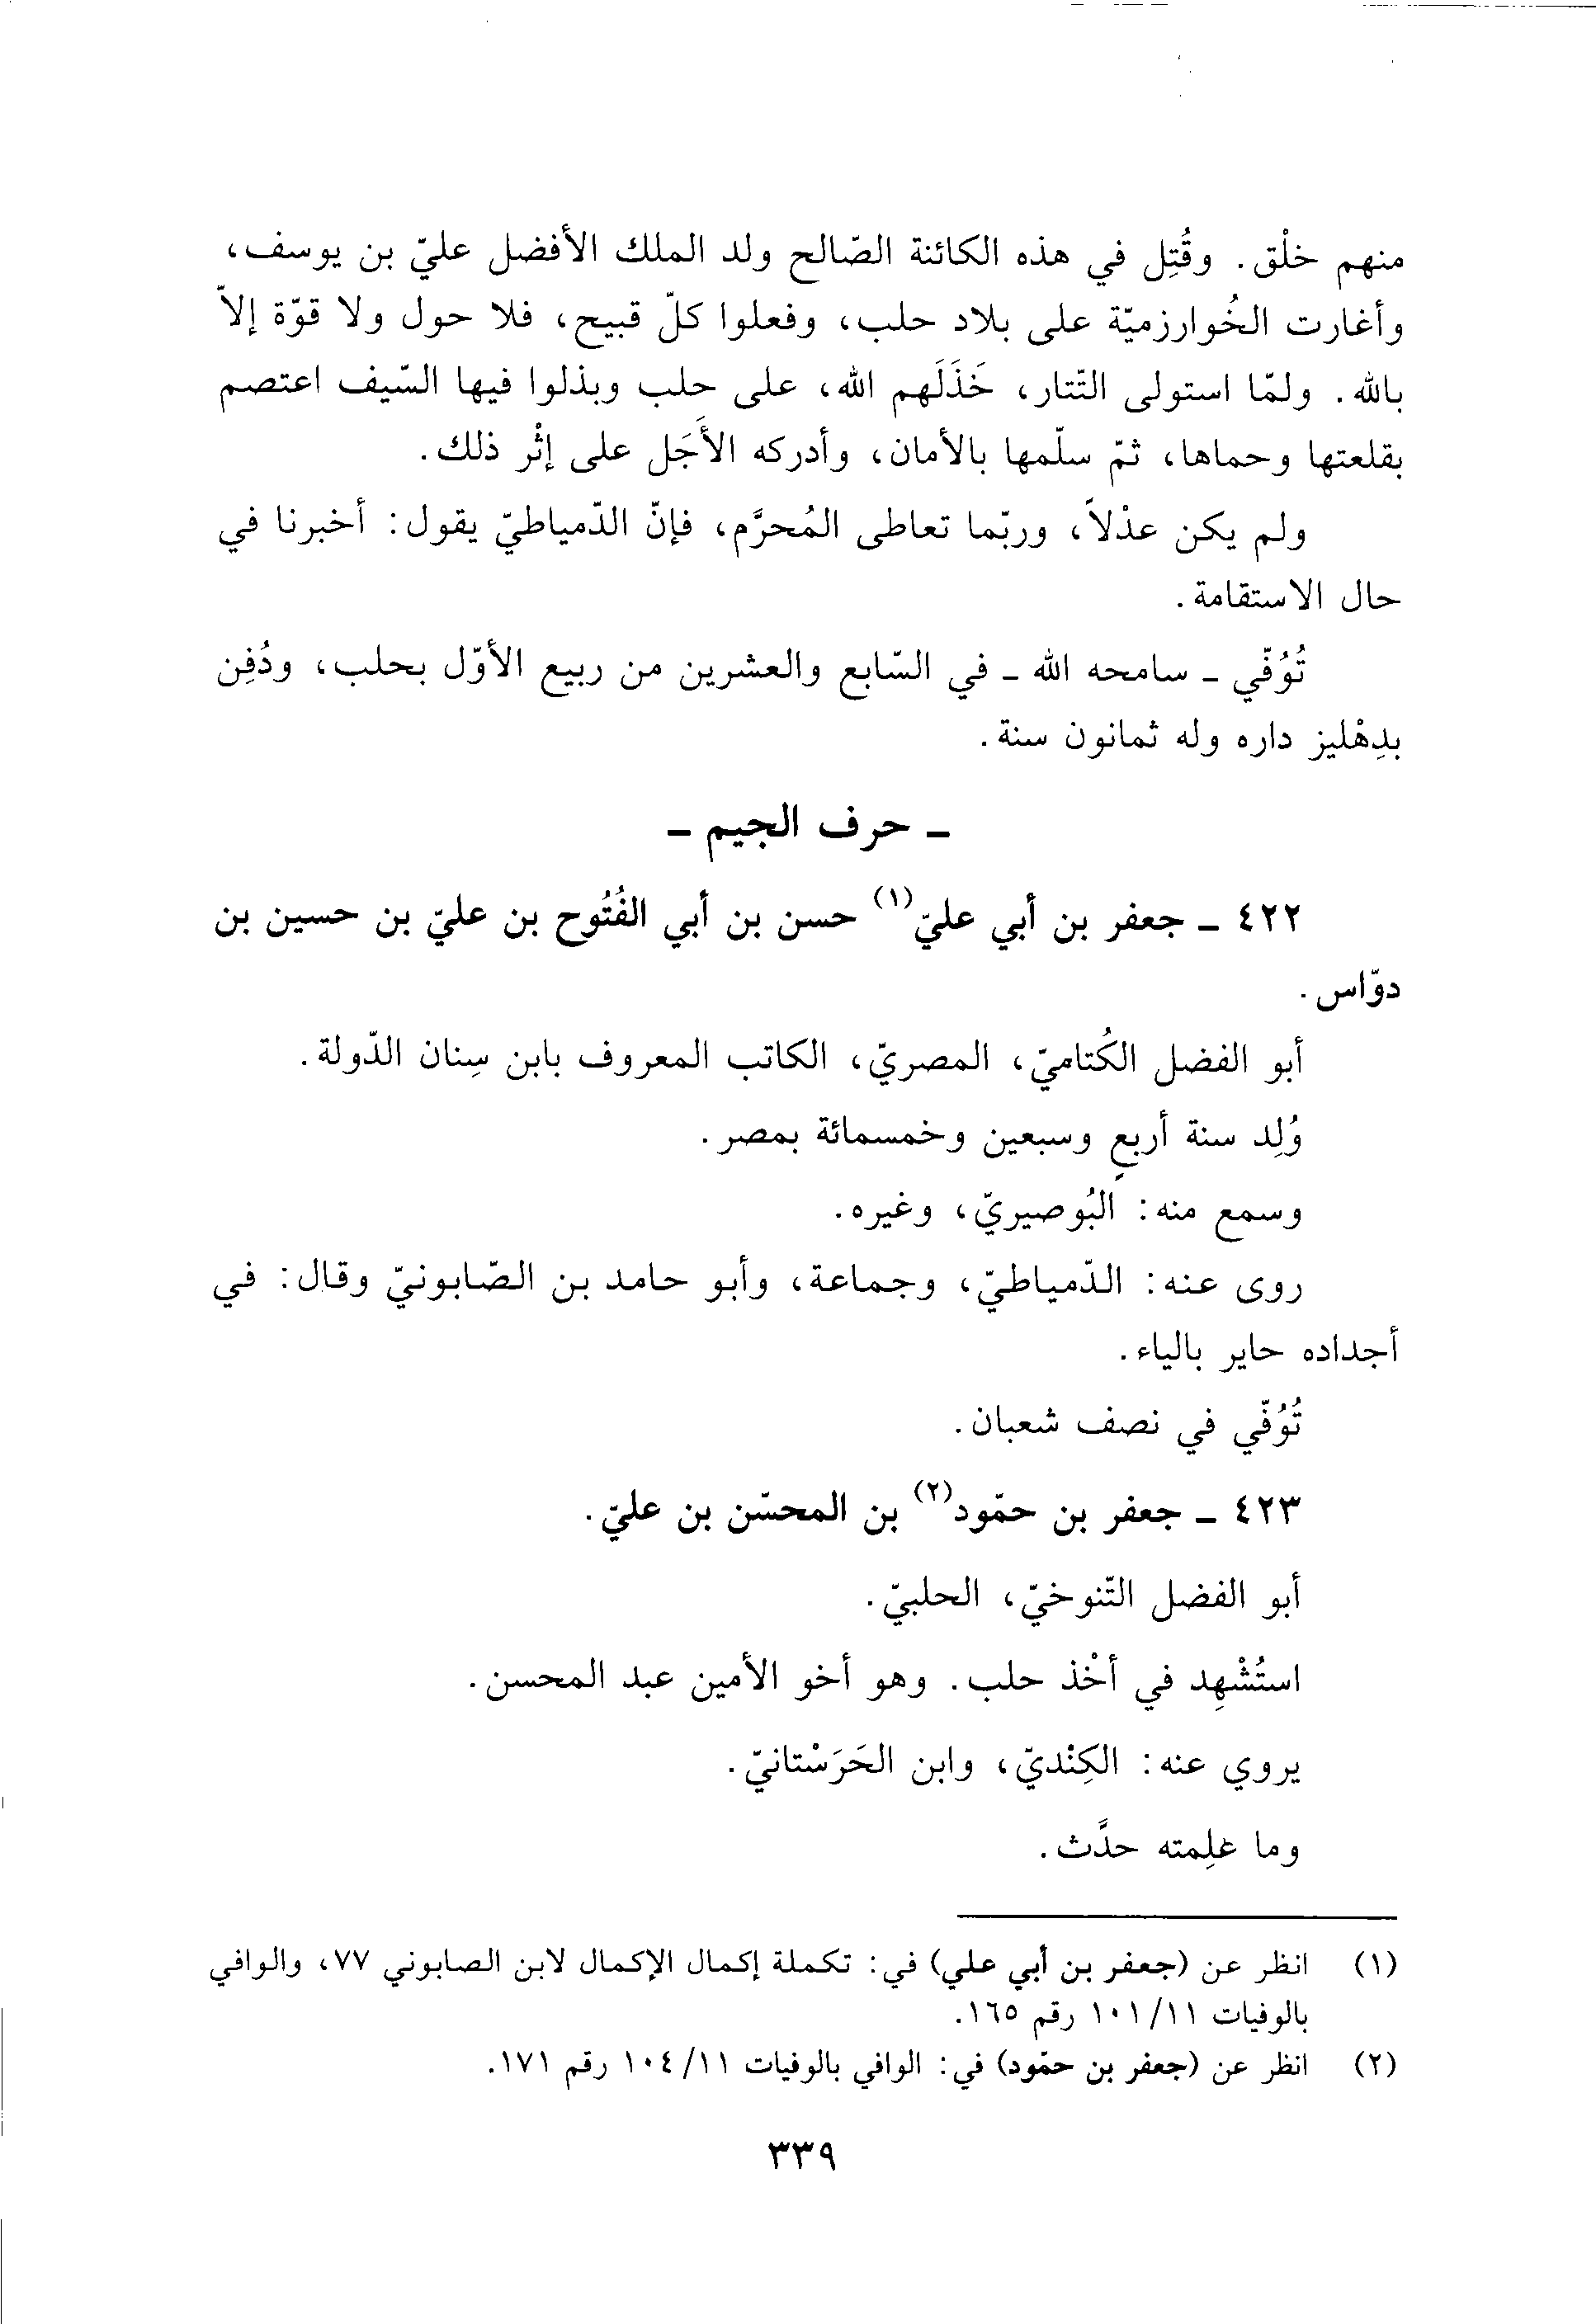 منهم خلْق. وقُتِل في هذه الكائنة الصّالح ولد الملك الأفضل عليّ بن يوسف،
وأغارت الخُوارزميّة على بلاد حلب، وفعلوا كلّ قبيح، فلا حول ولا قوّة إلاّ
بالله. ولمّا استولى التّتار، خَذَلَهم الله، على حلب وبذلوا فيها السّيف اعتصم
بقلعتها وحماها، ثمّ سلّمها بالأمان، وأدركه الأَجَل على إثْر ذلك.
ولم يكن عذْلاً، وربّما تعاطى المُحرَّم، فإنّ الدّمياطيّ يقول: أخبرنا في
حال الاستقامة.
تُوُفّي ـ سامحه الله ـ في السّابع والعشرين من ربيع الأوّل بحلب، ودُفِن
بدِهْليز داره وله ثمانون سنة.
ـ حرف الجيم ـ
٤٢٢ ـ جعفر بن أبي عليّ(١) حسن بن أبي الفُتُوح بن عليّ بن حسين بن
دوّاس.
أبو الفضل الكُتاميّ، المصريّ، الكاتب المعروف بابن سِنان الدّولة.
وُلِد سنة أربعٍ وسبعين وخمسمائة بمصر.
وسمع منه: البُوصيريّ، وغيره.
روى عنه: الدّمياطيّ، وجماعة، وأبو حامد بن الصّابونيّ وقال: في
أجداده حاير بالياء.
تُوُفّي في نصف شعبان.
٤٢٣ ـ جعفر بن حمّود(٢) بن المحسّن بن عليّ.
أبو الفضل التّنوخيّ، الحلبيّ.
استُشْهِد في أخْذ حلب. وهو أخو الأمين عبد المحسن.
يروي عنه: الكِنْديّ، وابن الحَرَسْتانيّ.
وما علِمته حدَّث.
(١) انظر عن (جعفر بن أبي علي) في: تكملة إكمال الإكمال لابن الصابوني ٧٧، والوافي
بالوفيات ١٠١/١١ رقم ١٦٥.
(٢) انظر عن (جعفر بن حمّود) في: الوافي بالوفيات ١٠٤/١١ رقم ١٧١.
٣٣٩